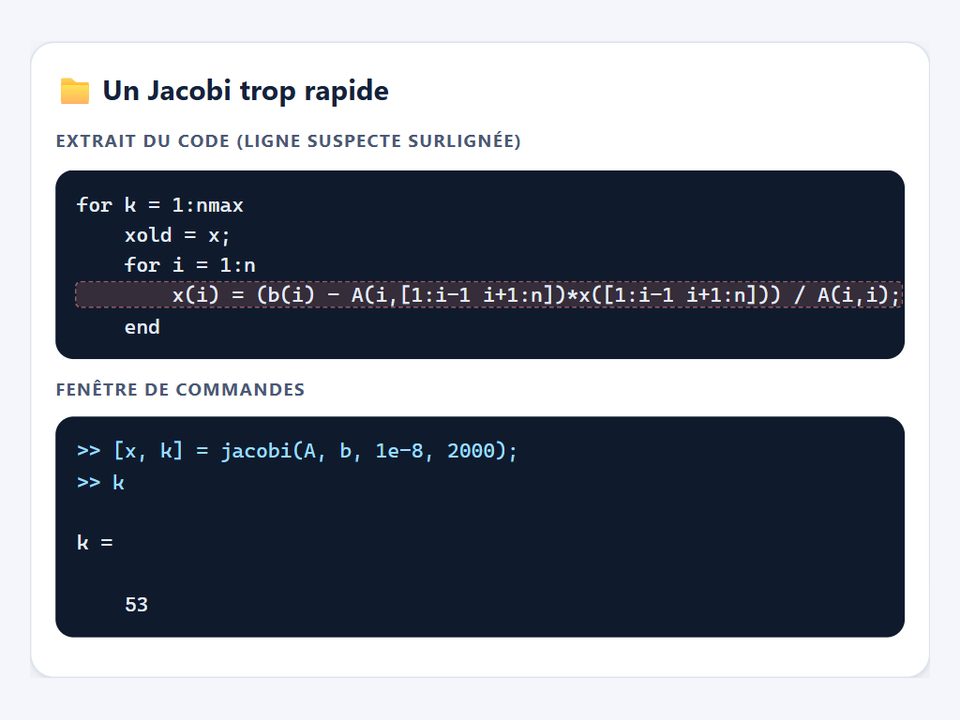 Un Jacobi trop rapide
EXTRAIT DU CODE (LIGNE SUSPECTE SURLIGNÉE)
for k = 1:nmax
    xold = x;
    for i = 1:n
        x(i) = (b(i) - A(i,[1:i-1 i+1:n])*x([1:i-1 i+1:n])) / A(i,i);
    end
FENÊTRE DE COMMANDES
>> [x, k] = jacobi(A, b, 1e-8, 2000);
>> k
k =
    53